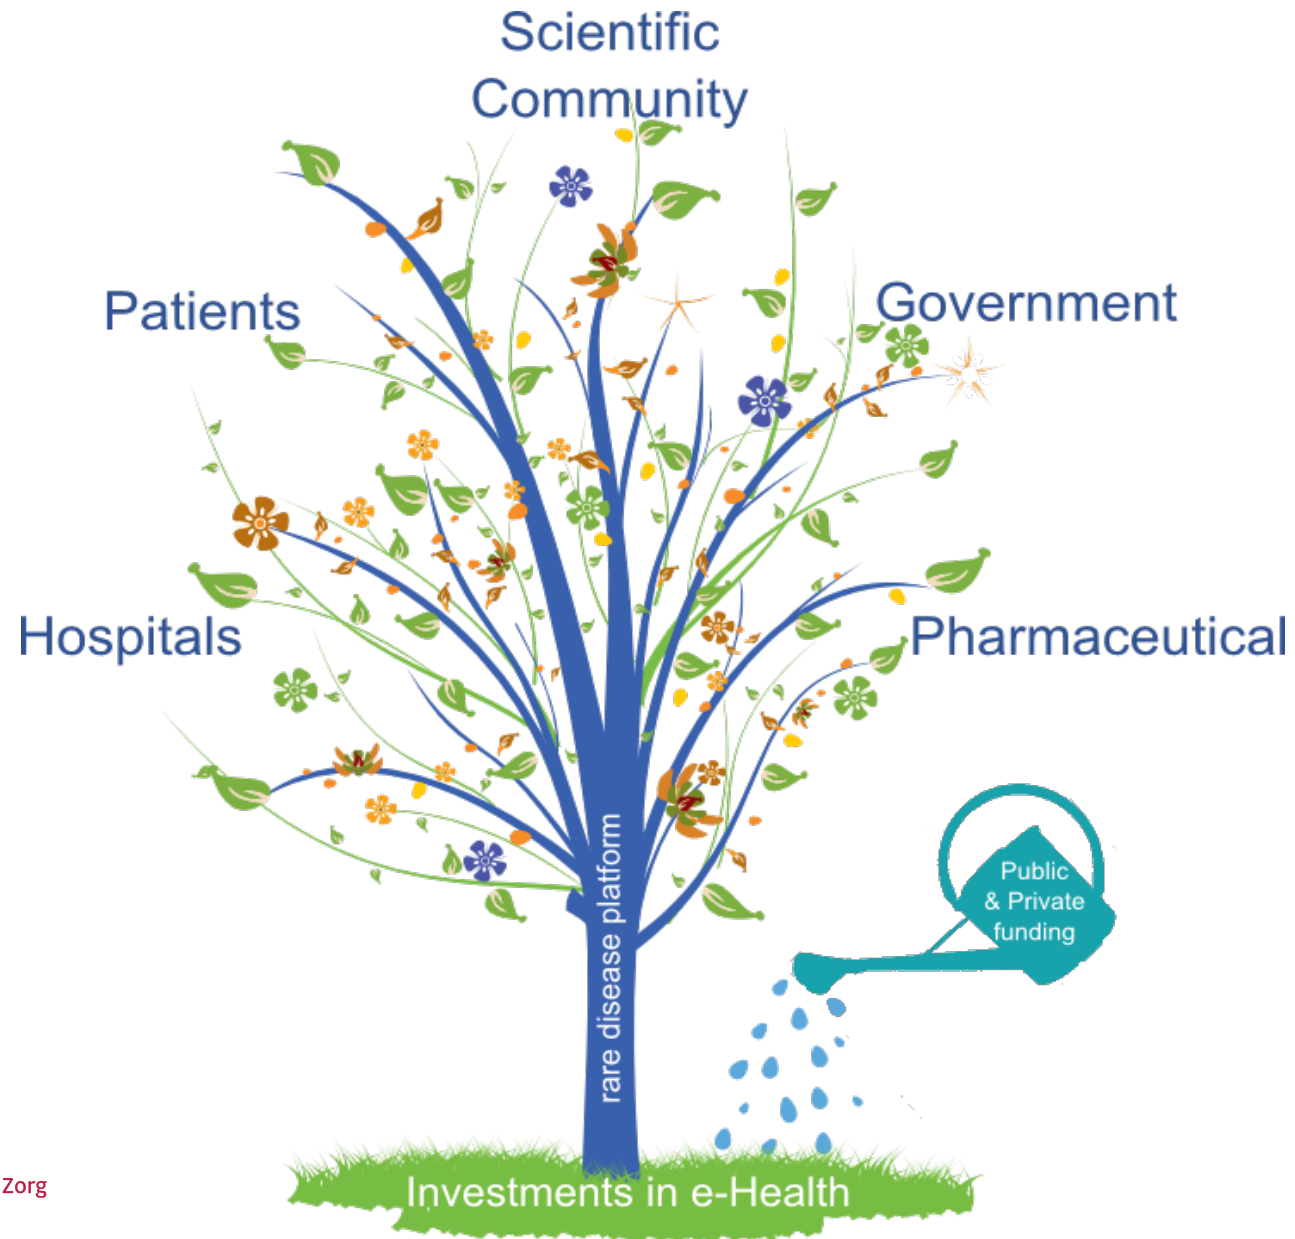 Scientific
Community
Patients
Government
Hospitals
Pharmaceutical
Public
& Private
funding
rare disease platform
Zorg
Investments in e-Health